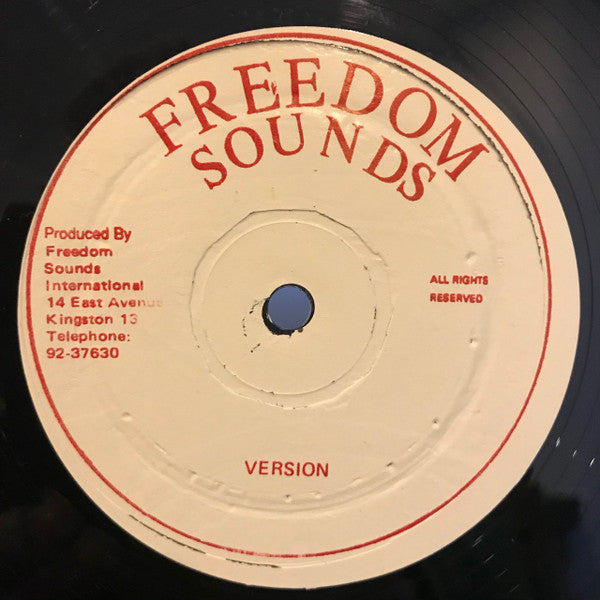 FREEDOM
SOUNDS
Produced By
Freedom
Sounds
International
14 East Avenue
Kingston 13
Telephone:
92-37630
ALL RIGHTS
RESERVED
VERSION